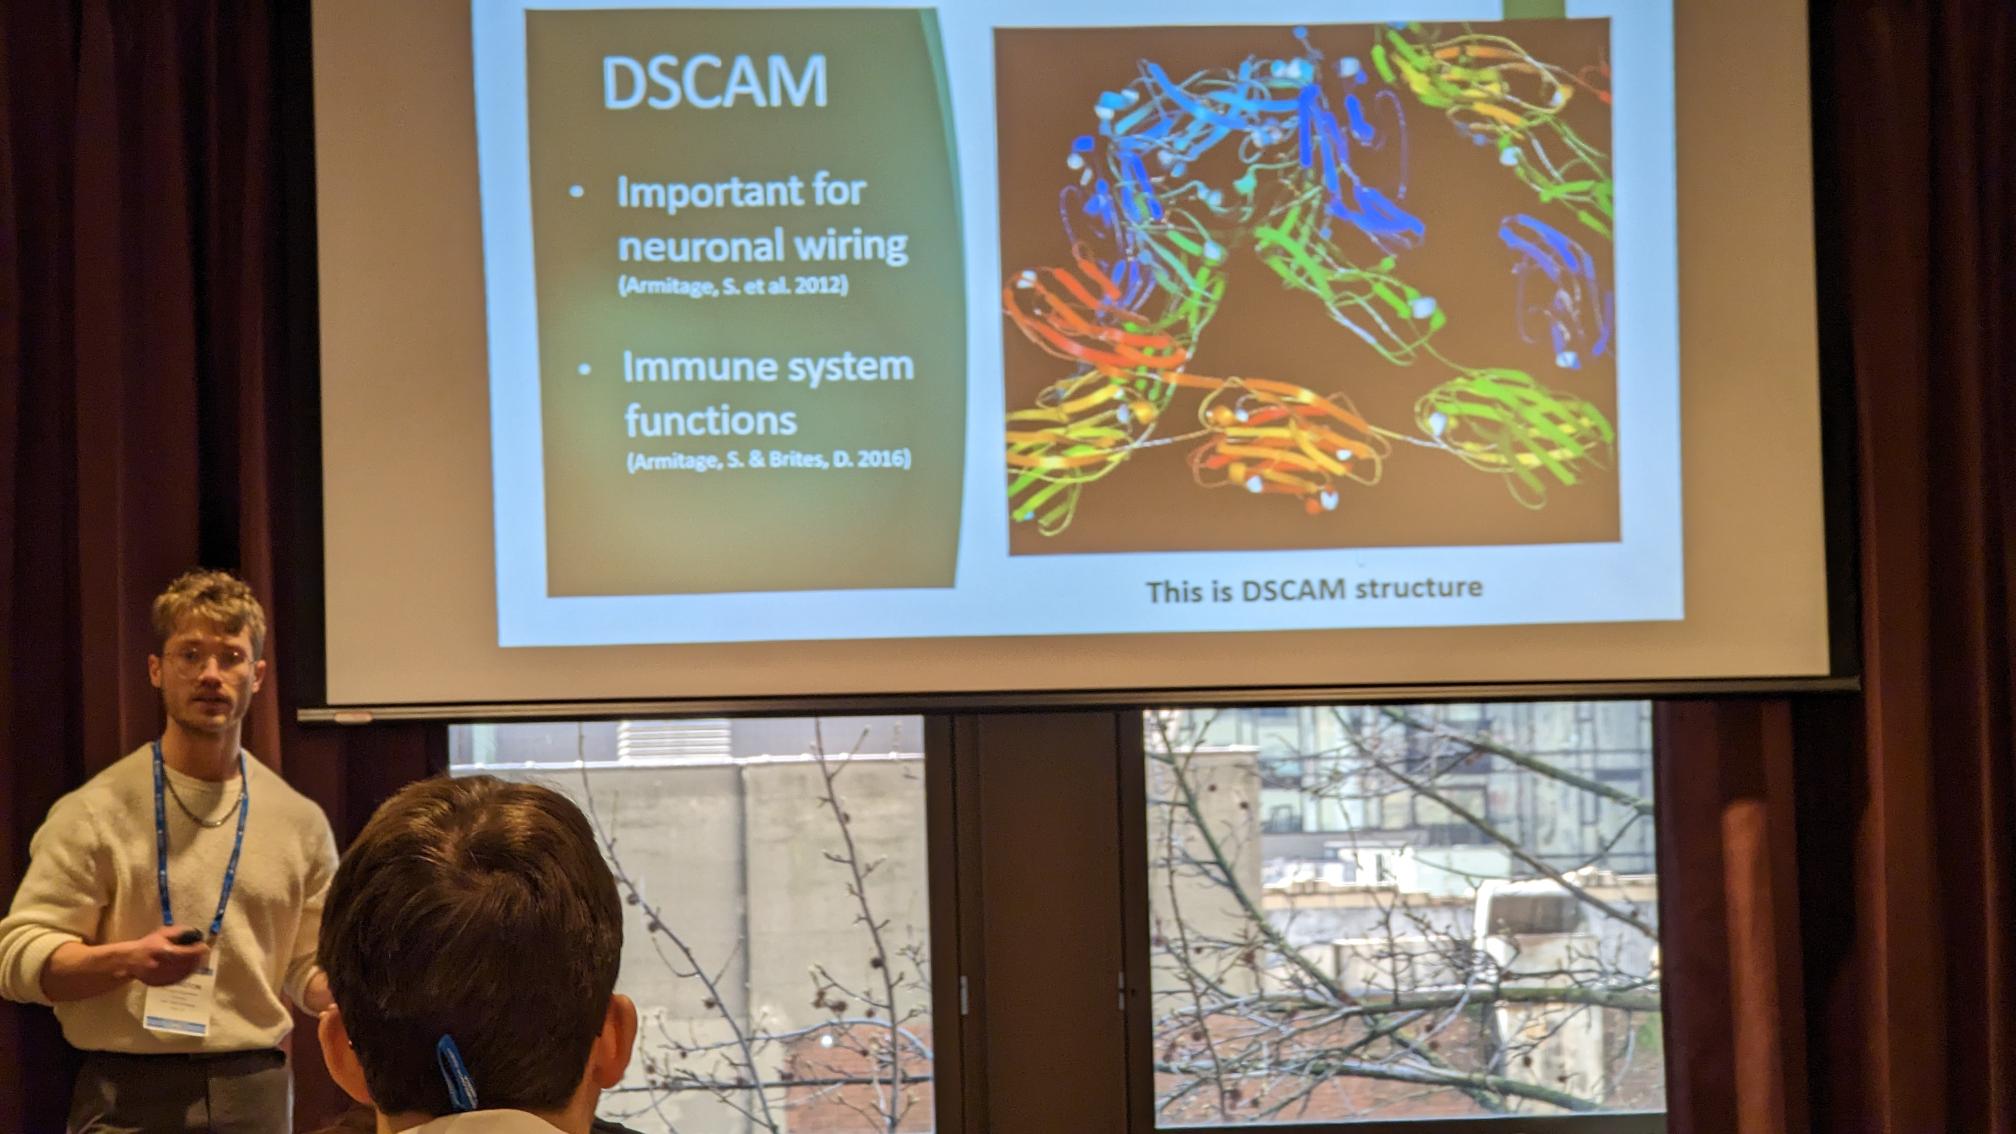 DSCAM
• Important for
neuronal wiring
(Armitage, S. et al. 2012)
• Immune system
functions
(Armitage, S. & Brites, D. 2016)
This is DSCAM structure